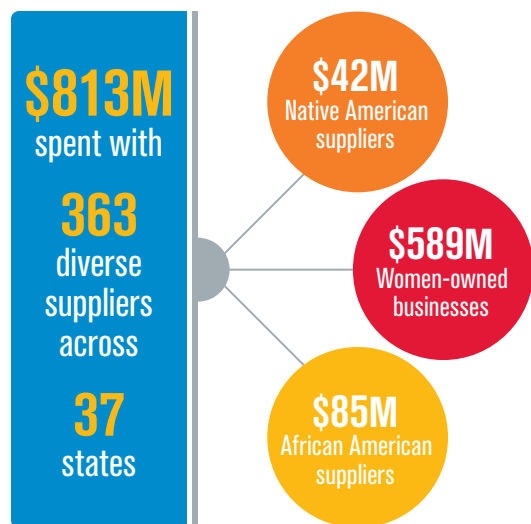 $813M
spent with
363
diverse
suppliers
across
37
states
$42M
Native American
suppliers
$589M
Women-owned
businesses
$85M
African American
suppliers